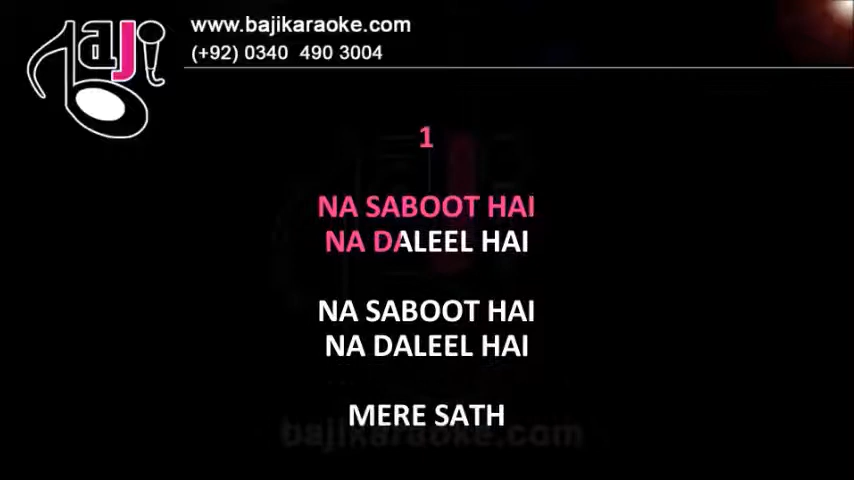 www.bajikaraoke.com
(+92) 0340 490 3004
baji
1
NA SABOOT HAI
NA DALEEL HAI
NA SABOOT HAI
NA DALEEL HAI
MERE SATH
bajikaraoke.com